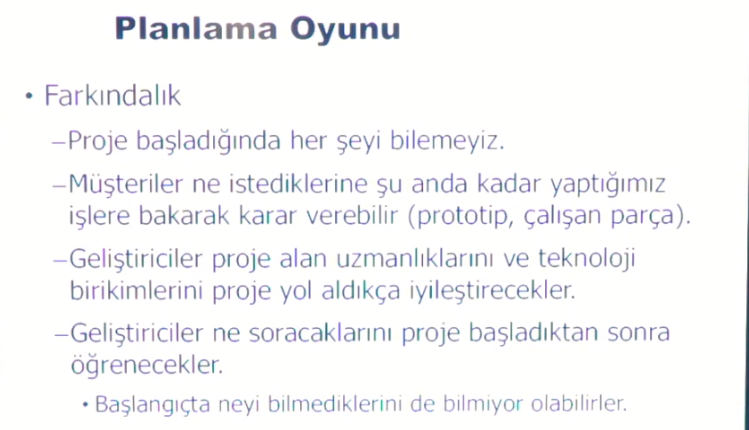 Planlama Oyunu
• Farkındalık
–Proje başladığında her şeyi bilemeyiz.
–Müşteriler ne istediklerine şu anda kadar yaptığımız
işlere bakarak karar verebilir (prototip, çalışan parça).
–Geliştiriciler proje alan uzmanlıklarını ve teknoloji
birikimlerini proje yol aldıkça iyileştirecekler.
–Geliştiriciler ne soracaklarını proje başladıktan sonra
öğrenecekler.
• Başlangıçta neyi bilmediklerini de bilmiyor olabilirler.